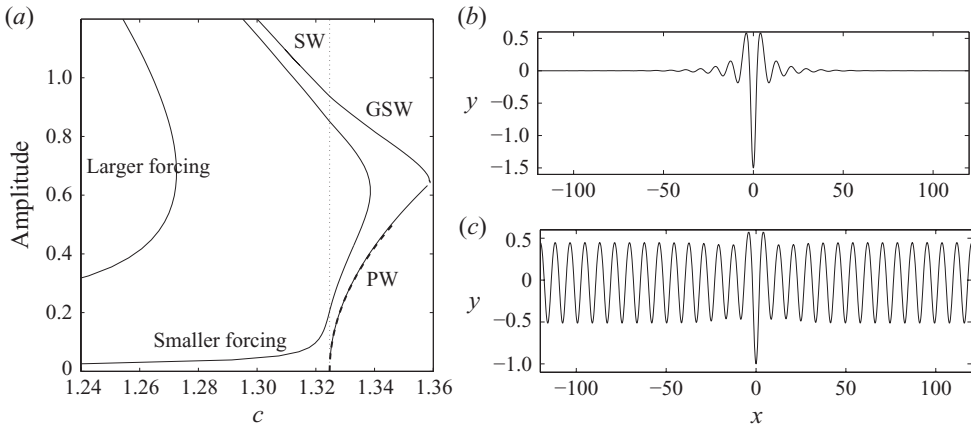 (a)
SW
GSW
Larger forcing
PW
Smaller forcing
Amplitude
1.0
0.8
0.6
0.4
0.2
0
1.24 1.26 1.28 1.30 1.32 1.34 1.36
c
(b)
0.5
0
−0.5
−1.0
−1.5
y
−100 −50 0 50 100
(c)
0.5
0
−0.5
−1.0
y
−100 −50 0 50 100
x